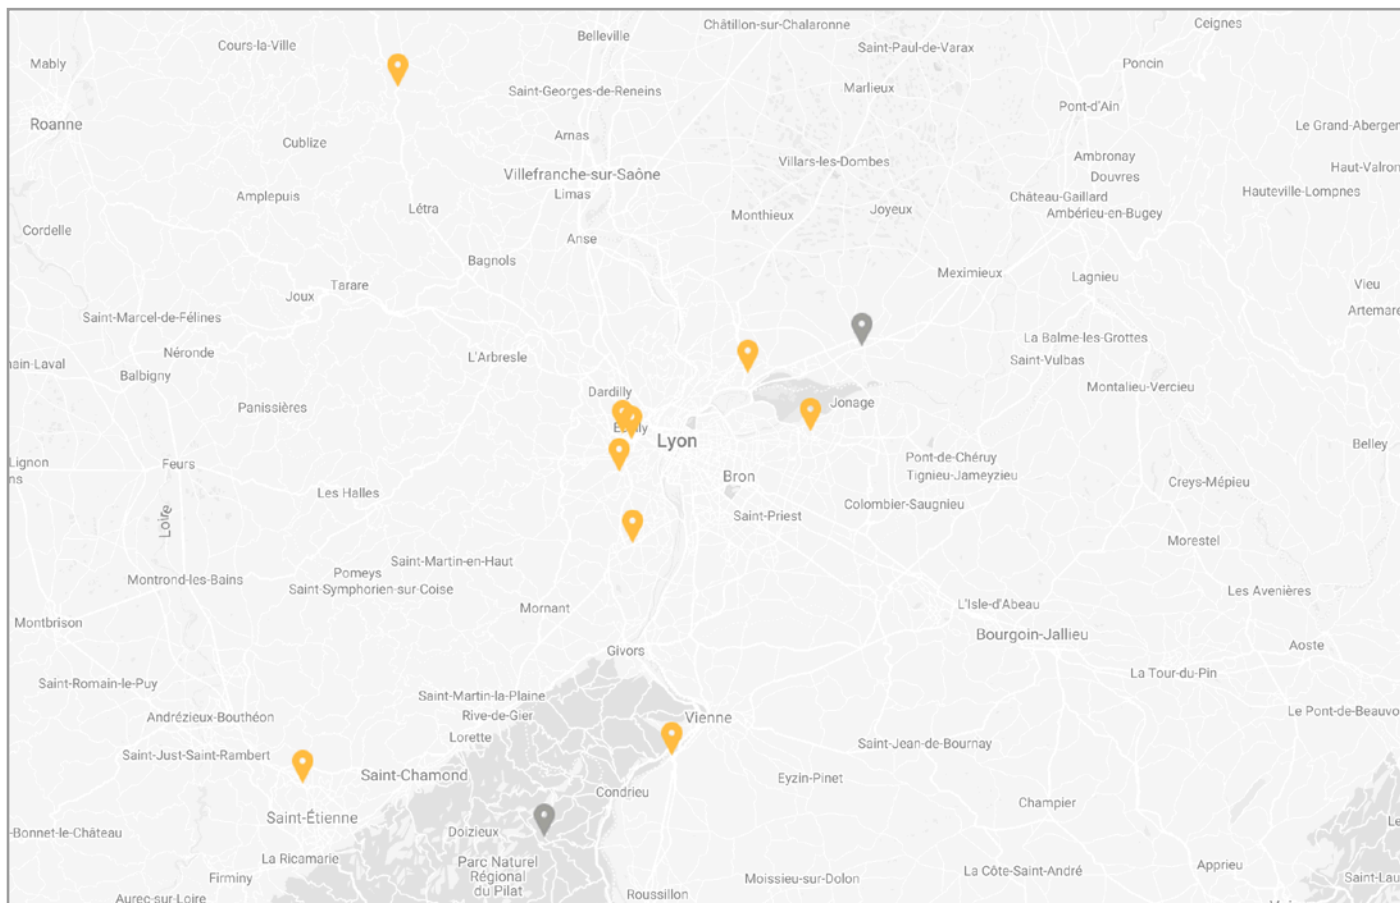 Châtillon-sur-Chalaronne
Ceignes
Belleville
Cours-la-Ville
Saint-Paul-de-Varax
Mably
Poncin
Saint-Georges-de-Reneins
Marlieux
Pont-d'Ain
Roanne
Le Grand-Aberger
Arnas
Cublize
Ambronay
Villars-les-Dombes
Haut-Valron
Villefranche-sur-Saône
Douvres
Hauteville-Lompnes
Limas
Amplepuis
Château-Gaillard
Létra
Joyeux
Ambérieu-en-Bugey
Monthieux
Cordelle
Anse
Bagnols
Meximieux
Lagnieu
Tarare
Vieu
Joux
Artemare
Saint-Marcel-de-Félines
La Balme-les-Grottes
Néronde
L'Arbresle
Saint-Vulbas
ain-Laval
Balbigny
Montalieu-Vercieu
Dardilly
Jonage
Panissières
Lyon
Belley
Pont-de-Chéruy
Lignon
Feurs
ns
Bron
Tignieu-Jameyzieu
Creys-Mépieu
Les Halles
Colombier-Saugnieu
Loire
Saint-Priest
Morestel
Saint-Martin-en-Haut
Pomeys
Montrond-les-Bains
Saint-Symphorien-sur-Coise
Les Avenières
L'Isle-d'Abeau
Mornant
Montbrison
Bourgoin-Jallieu
Aoste
Givors
La Tour-du-Pin
Saint-Romain-le-Puy
Saint-Martin-la-Plaine
Le Pont-de-Beauvo
Andrézieux-Bouthéon
Rive-de-Gier
Vienne
Lorette
Saint-Jean-de-Bournay
Saint-Just-Saint-Rambert
Saint-Chamond
Eyzin-Pinet
Condrieu
Champier
Saint-Étienne
Le
-Bonnet-le-Château
Doizieux
La Ricamarie
Parc Naturel
Régional
du Pilat
Apprieu
La Côte-Saint-André
Firminy
Moissieu-sur-Dolon
Saint-Lau
Roussillon
Aurec-sur-Loire